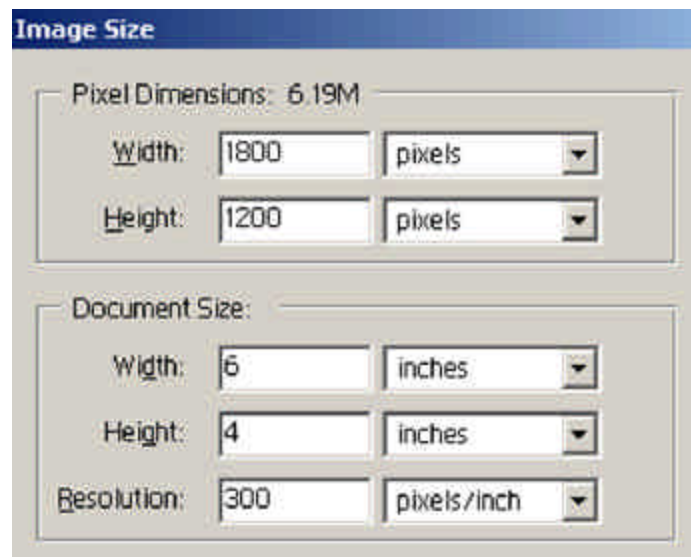 Image Size
Pixel Dimensions: 6.19M
Width: 1800 pixels
Height: 1200 pixels
Document Size:
Width: 6 inches
Height: 4 inches
Resolution: 300 pixels/inch